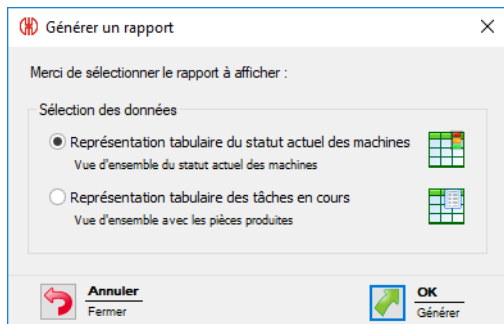 Générer un rapport
Merci de sélectionner le rapport à afficher :
Sélection des données
Représentation tabulaire du statut actuel des machines
Vue d'ensemble du statut actuel des machines
Représentation tabulaire des tâches en cours
Vue d'ensemble avec les pièces produites
Annuler
Fermer
OK
Générer